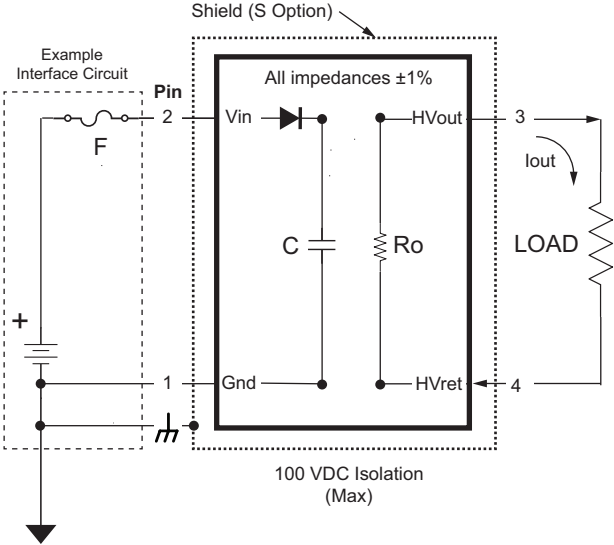 Shield (S Option)
Example
Interface Circuit
All impedances ±1%
Pin
2
Vin
HVout
3
F
Iout
C
Ro
LOAD
+
1
Gnd
HVret
4
100 VDC Isolation
(Max)